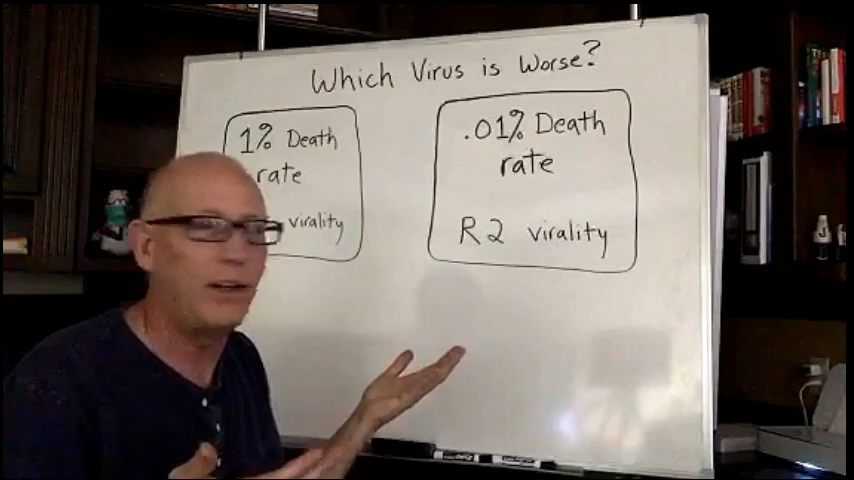 Which Virus is Worse?
1% Death
rate
virality
.01% Death
rate
R2 virality